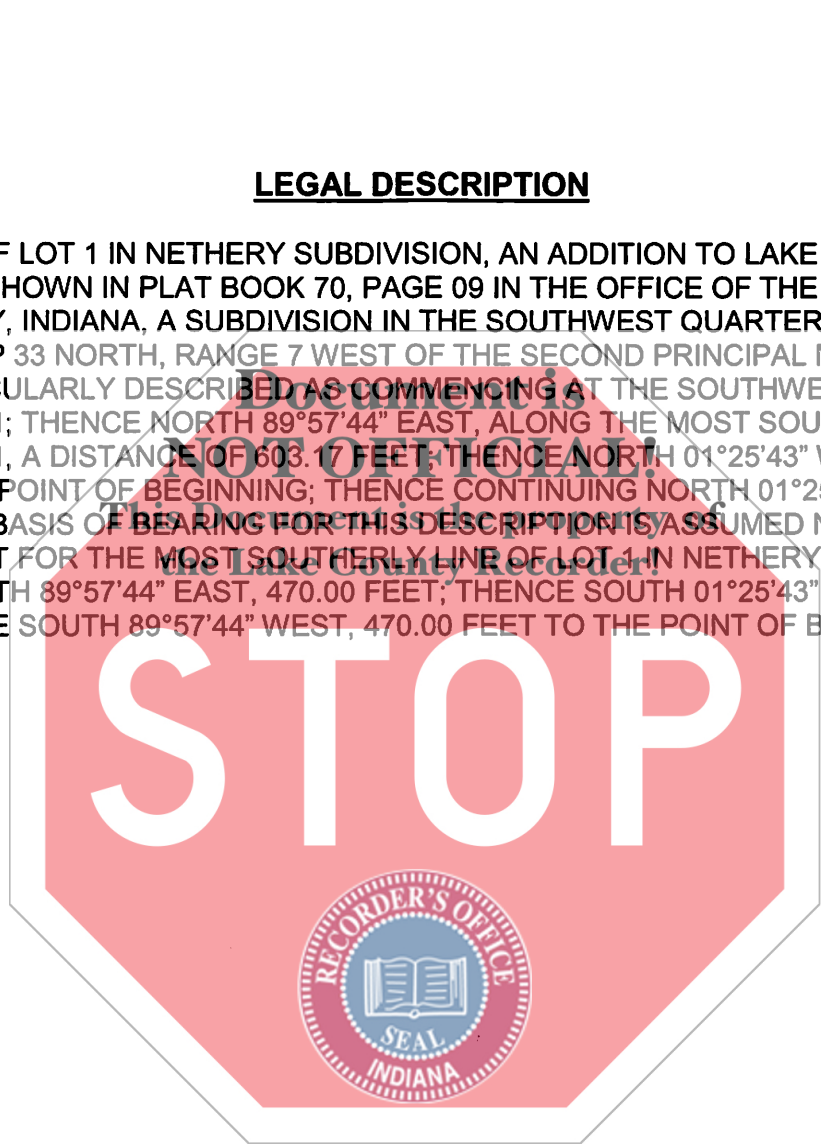 LEGAL DESCRIPTION
F LOT 1 IN NETHERY SUBDIVISION, AN ADDITION TO LAKE
HOWN IN PLAT BOOK 70, PAGE 09 IN THE OFFICE OF THE
Y, INDIANA, A SUBDIVISION IN THE SOUTHWEST QUARTER
P 33 NORTH, RANGE 7 WEST OF THE SECOND PRINCIPAL
ULARLY DESCRIBED AS COMMENCING AT THE SOUTHWE
Document is
; THENCE NORTH 89°57'44" EAST, ALONG THE MOST SOU
NOT OFFICIAL!
, A DISTANCE OF 603.17 FEET; THENCE NORTH 01°25'43"
POINT OF BEGINNING; THENCE CONTINUING NORTH 01°2
This Document is the property of
BASIS OF BEARING FOR THIS DESCRIPTION IS ASSUMED N
the Lake County Recorder!
T FOR THE MOST SOUTHERLY LINE OF LOT 1 IN NETHERY
TH 89°57'44" EAST, 470.00 FEET; THENCE SOUTH 01°25'43"
E SOUTH 89°57'44" WEST, 470.00 FEET TO THE POINT OF B
STOP
RECORDER'S OFFICE
SEAL
INDIANA